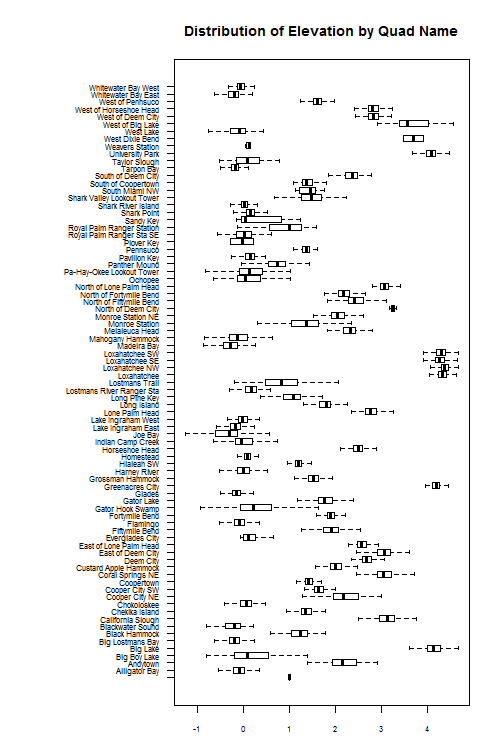 Distribution of Elevation by Quad Name
Whitewater Bay West
Whitewater Bay East
West of Pennsuco
West of Horseshoe Head
West of Deem City
West of Big Lake
West Lake
West Dixie Bend
Weavers Station
University Park
Taylor Slough
Tarpon Bay
South of Deem City
South of Coopertown
South Miami NW
Shark Valley Lookout Tower
Shark River Island
Shark Point
Sandy Key
Royal Palm Ranger Station
Royal Palm Ranger Sta SE
Plover Key
Pennsuco
Pavilion Key
Panther Mound
Pa-Hay-Okee Lookout Tower
Ochopee
North of Lone Palm Head
North of Fortymile Bend
North of Fiftymile Bend
North of Deem City
Monroe Station NE
Monroe Station
Melaleuca Head
Mahogany Hammock
Madeira Bay
Loxahatchee SW
Loxahatchee SE
Loxahatchee NW
Loxahatchee
Lostmans Trail
Lostmans River Ranger Sta
Long Pine Key
Long Island
Lone Palm Head
Lake Ingraham West
Lake Ingraham East
Joe Bay
Indian Camp Creek
Horseshoe Head
Homestead
Hialeah SW
Harney River
Grossman Hammock
Greenacres City
Glades
Gator Lake
Gator Hook Swamp
Fortymile Bend
Flamingo
Fiftymile Bend
Everglades City
East of Lone Palm Head
East of Deem City
Deem City
Custard Apple Hammock
Coral Springs NE
Coopertown
Cooper City SW
Cooper City NE
Chokoloskee
Chekika Island
California Slough
Blackwater Sound
Black Hammock
Big Lostmans Bay
Big Lake
Big Boy Lake
Andytown
Alligator Bay
-1 0 1 2 3 4